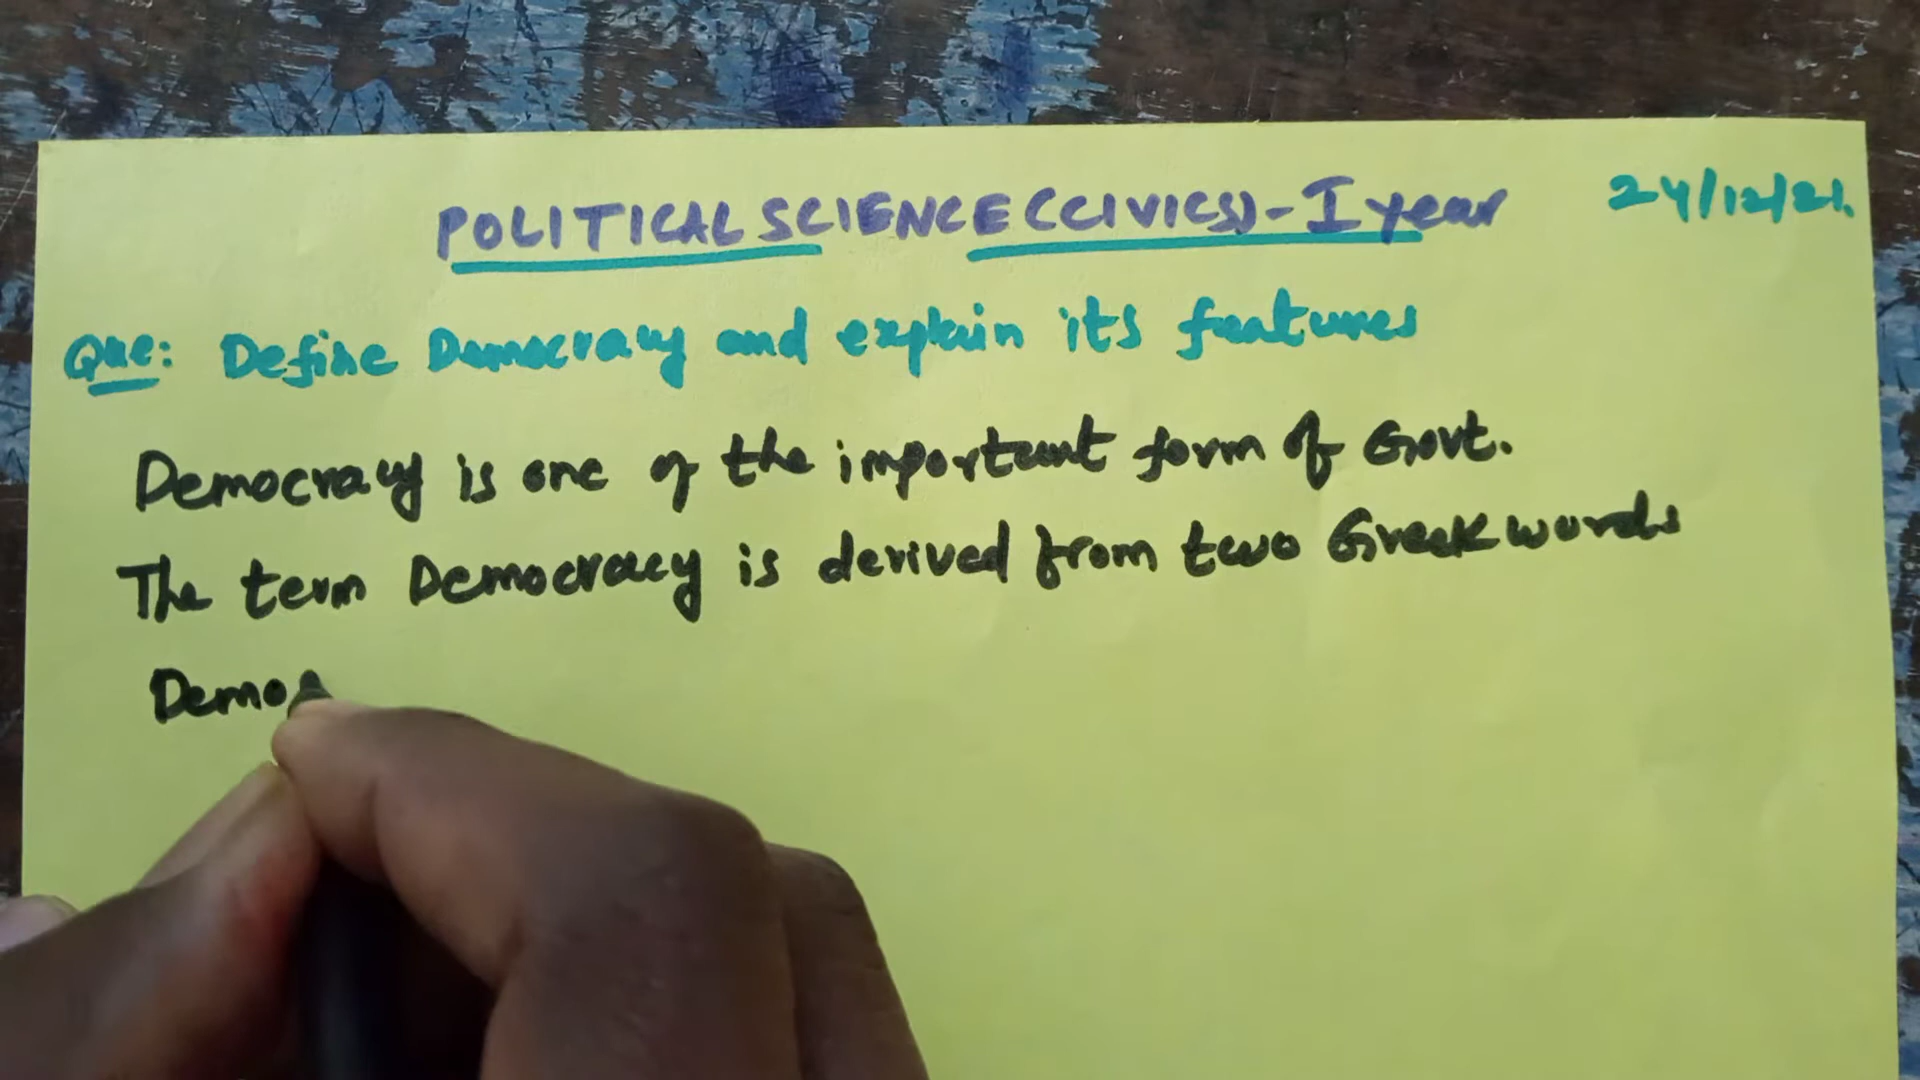 POLITICAL SCIENCE (CIVICS) - I year 24/12/21.
Que: Define Democracy and explain its features
Democracy is one of the important form of Govt.
The term Democracy is derived from two Greek words
Demos